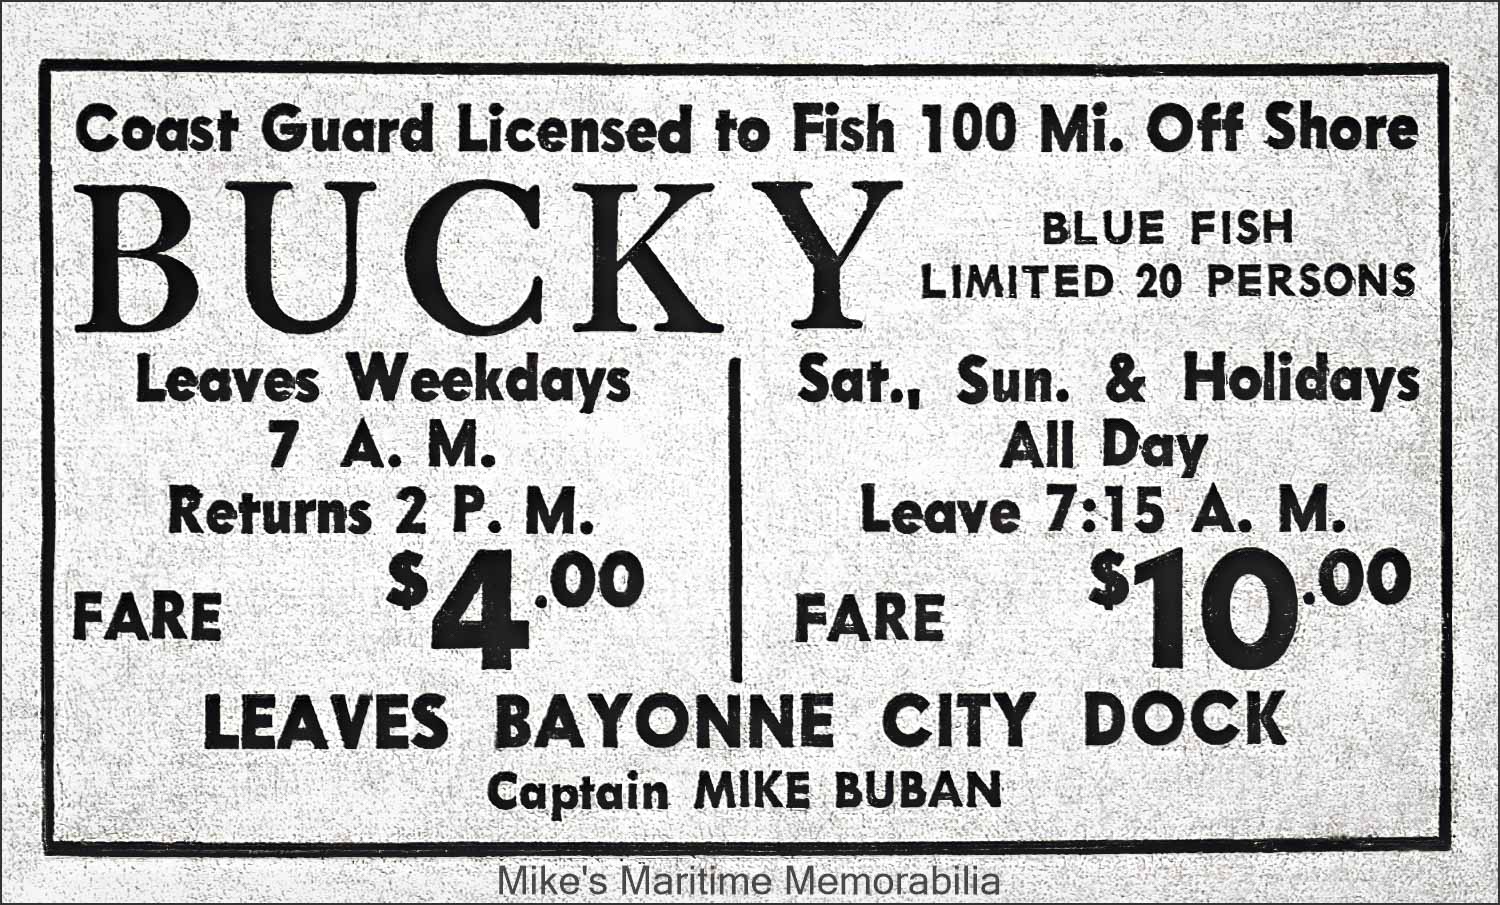 Coast Guard Licensed to Fish 100 Mi. Off Shore
BUCKY
BLUE FISH
LIMITED 20 PERSONS
Leaves Weekdays
7 A. M.
Returns 2 P. M.
FARE $4.00
Sat., Sun. & Holidays
All Day
Leave 7:15 A. M.
FARE $10.00
LEAVES BAYONNE CITY DOCK
Captain MIKE BUBAN
Mike's Maritime Memorabilia